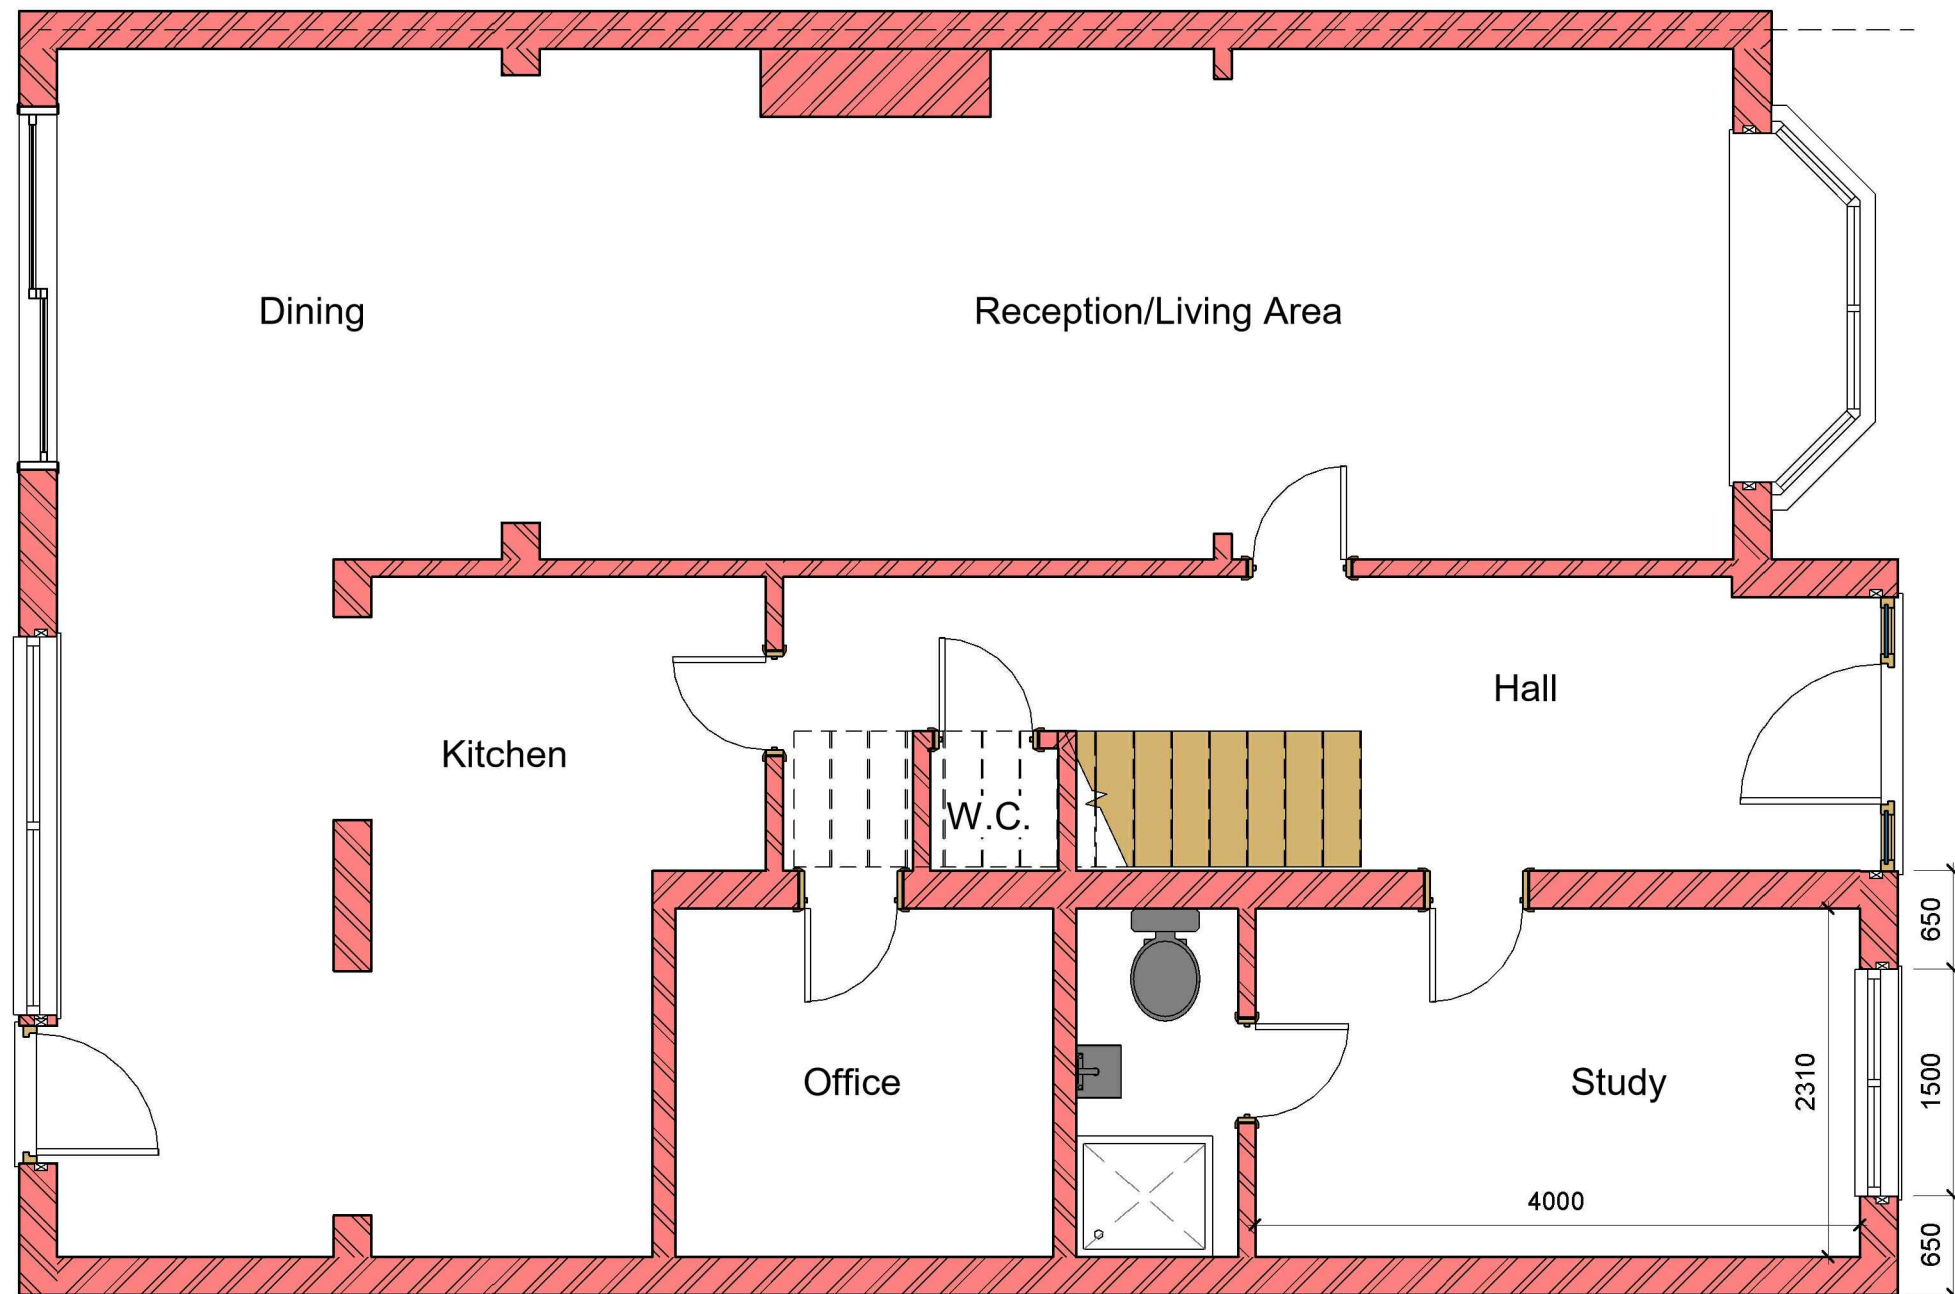 Dining
Reception/Living Area
Hall
Kitchen
W.C.
650
Office
Study
2310
1500
4000
650